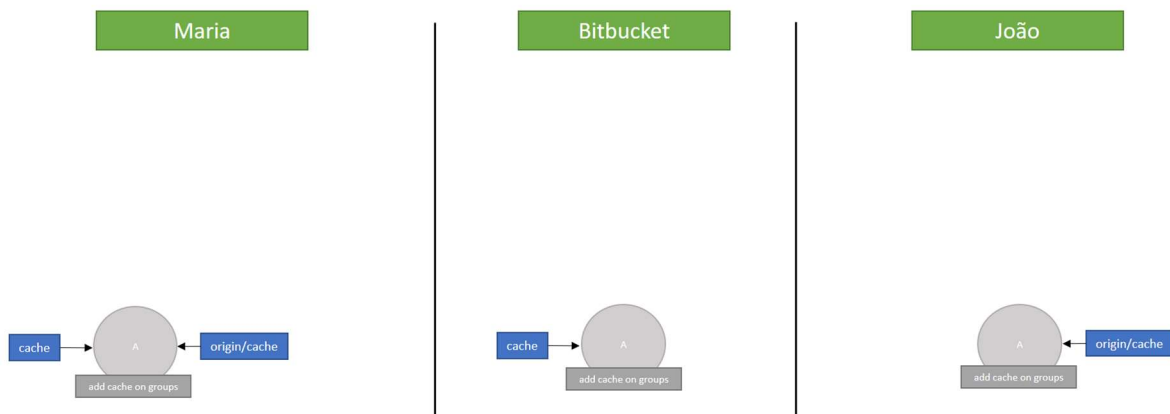 Maria
Bitbucket
João
cache
A
origin/cache
add cache on groups
cache
A
add cache on groups
A
origin/cache
add cache on groups